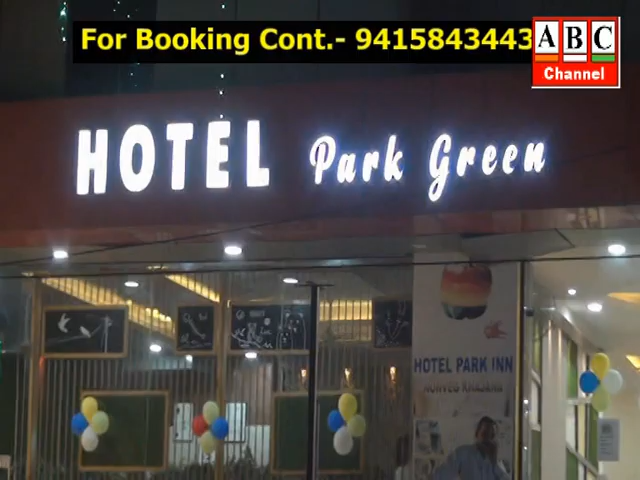 For Booking Cont.- 9415843443
ABC
Channel
HOTEL Park Green
HOTEL PARK INN